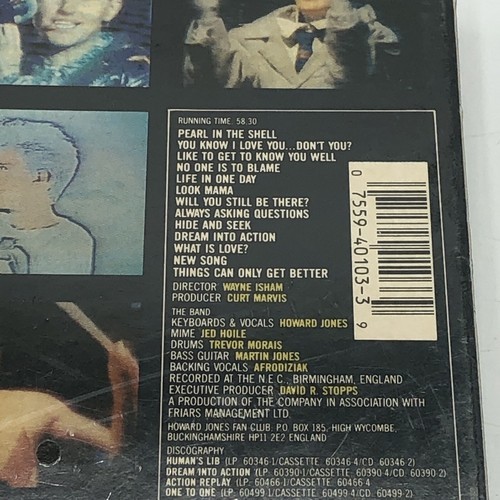 RUNNING TIME: 58.30
PEARL IN THE SHELL
YOU KNOW I LOVE YOU...DON'T YOU?
LIKE TO GET TO KNOW YOU WELL
NO ONE IS TO BLAME
LIFE IN ONE DAY
LOOK MAMA
WILL YOU STILL BE THERE?
ALWAYS ASKING QUESTIONS
HIDE AND SEEK
DREAM INTO ACTION
WHAT IS LOVE?
NEW SONG
THINGS CAN ONLY GET BETTER
DIRECTOR WAYNE ISHAM
PRODUCER CURT MARVIS
THE BAND
KEYBOARDS & VOCALS HOWARD JONES
MIME JED HOILE
DRUMS TREVOR MORAIS
BASS GUITAR MARTIN JONES
BACKING VOCALS AFRODIZIAK
RECORDED AT THE N.E.C., BIRMINGHAM, ENGLAND
EXECUTIVE PRODUCER DAVID R. STOPPS
A PRODUCTION OF THE COMPANY IN ASSOCIATION WITH
FRIARS MANAGEMENT LTD.
HOWARD JONES FAN CLUB. P.O. BOX 185, HIGH WYCOMBE,
BUCKINGHAMSHIRE HP11 2E2 ENGLAND
DISCOGRAPHY
HUMAN'S LIB (LP: 60346-1/CASSETTE: 60346-4/CD: 60346-2)
DREAM INTO ACTION (LP: 60390-1/CASSETTE: 60390-4/CD: 60390-2)
ACTION REPLAY (LP: 60466-1/CASSETTE: 60466-4
ONE TO ONE (LP: 60499-1/CASSETTE: 60499-4/CD: 60499-2)
0 7559-40103-3 9